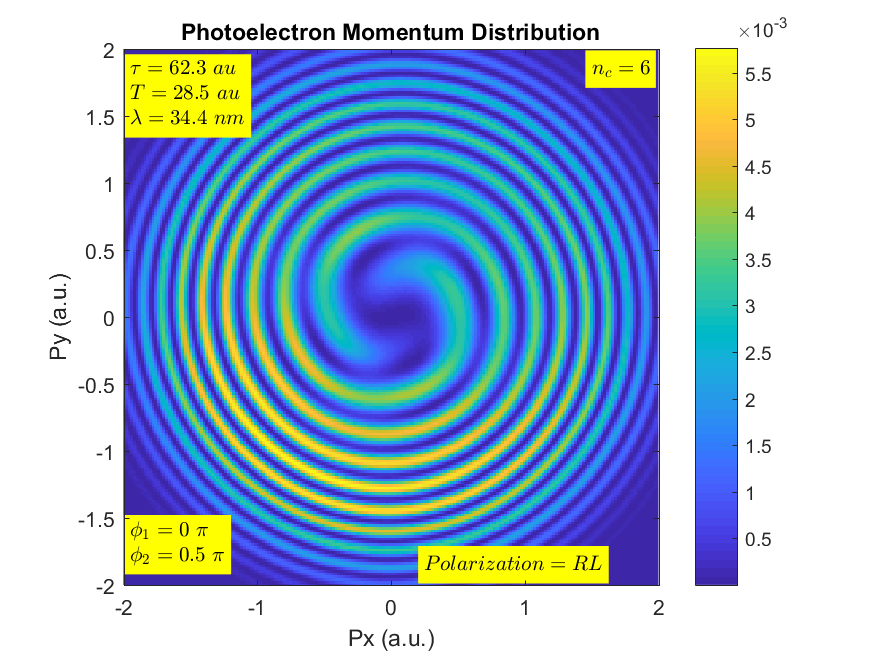 Photoelectron Momentum Distribution
×10⁻³
τ = 62.3 au
T = 28.5 au
λ = 34.4 nm
n_c = 6
ϕ₁ = 0 π
ϕ₂ = 0.5 π
Polarization = RL
2
1.5
1
0.5
0
-0.5
-1
-1.5
-2
Py (a.u.)
-2
-1
0
1
2
Px (a.u.)
5.5
5
4.5
4
3.5
3
2.5
2
1.5
1
0.5